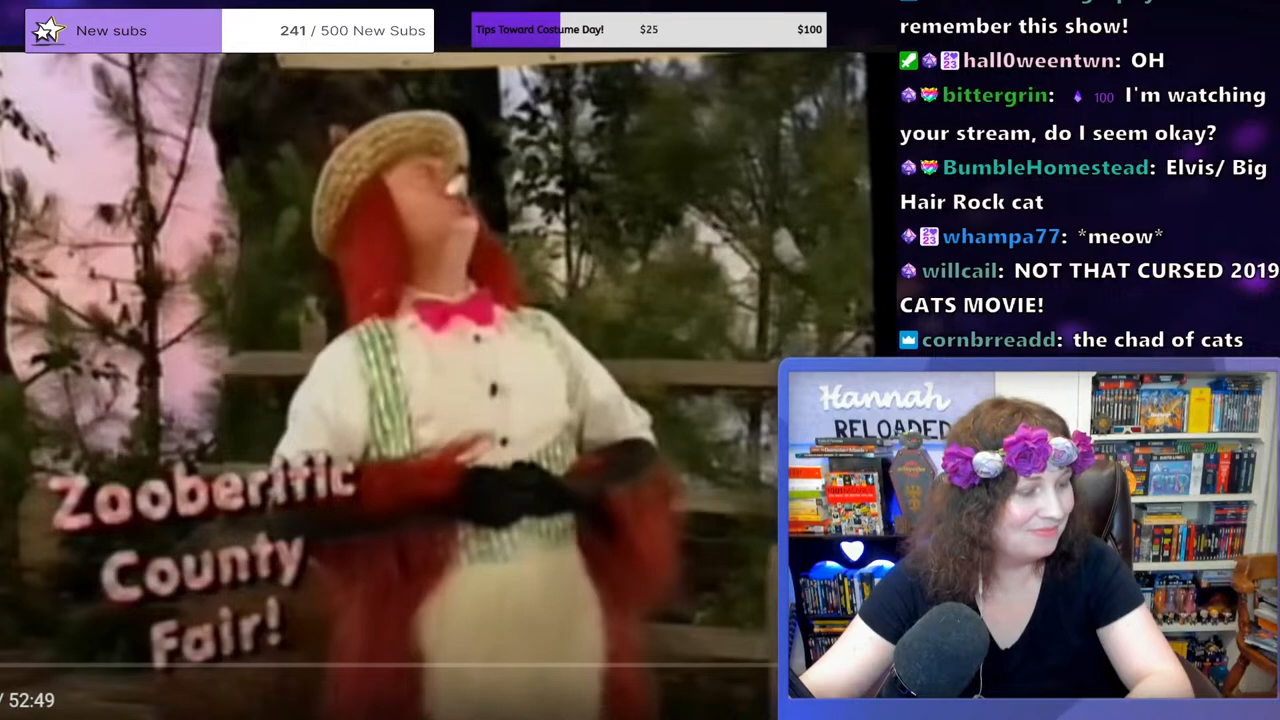 New subs
241 / 500 New Subs
Tips Toward Costume Day!
$25
$100
remember this show!
hall0weentwn: OH
bittergrin: 100 I'm watching
your stream, do I seem okay?
BumbleHomestead: Elvis/ Big
Hair Rock cat
whampa77: *meow*
willcail: NOT THAT CURSED 2019
CATS MOVIE!
cornbrreadd: the chad of cats
Zooberitic
County
Fair!
/ 52:49
Hannah
RELOADED